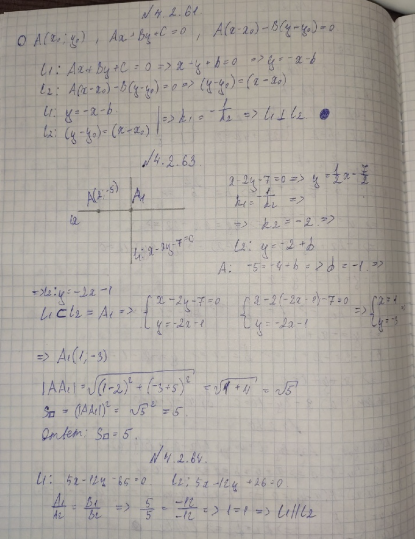 № 4.2.61.
A(x₀; y₀), Ax + By + C = 0, A(x-x₀) - B(y-y₀) = 0
l1: Ax + By + C = 0 => x - y + b = 0 => y = -x - b
l2: A(x-x₀) - B(y-y₀) = 0 => (y-y₀) = (x-x₀)
l1: y = -x - b
l2: (y-y₀) = (x-x₀) | => k₁ = -1/k₂ => l1 ⊥ l2
№ 4.2.63.
x - 2y - 7 = 0 => y = 1/2 x - 7/2
A(2; -5) A₁
l2
l1: x - 2y - 7 = 0
=> k₂ = -2 =>
l2: y = -2 + b
A: -5 = -4 + b => b = -1 =>
l2: y = -2x - 1
l1 ⊂ l2 = A₁ => { x - 2y - 7 = 0 { x - 2(-2x - 1) - 7 = 0 => { x = 1
y = -2x - 1 y = -2x - 1 y = -3
=> A₁(1; -3)
|AA₁| = √((1-2)² + (-3+5)²) = √(1+4) = √5
S□ = (|AA₁|)² = √5² = 5
Ответ: S□ = 5.
№ 4.2.64.
l1: 5x - 12y - 65 = 0 l2: 5x - 12y + 26 = 0
A₁/A₂ = B₁/B₂ => 5/5 = -12/-12 => 1 = 1 => l1 || l2